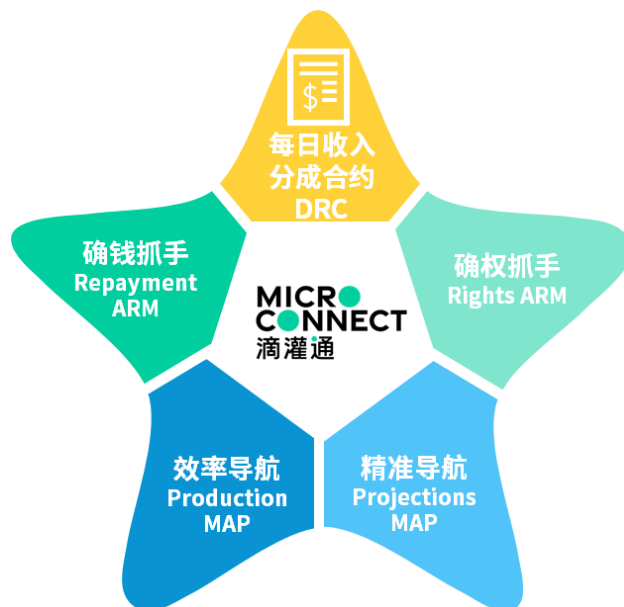 $
每日收入
分成合约
DRC
确钱抓手
Repayment
ARM
确权抓手
Rights ARM
MICRO
CONNECT
滴灌通
效率导航
Production
MAP
精准导航
Projections
MAP